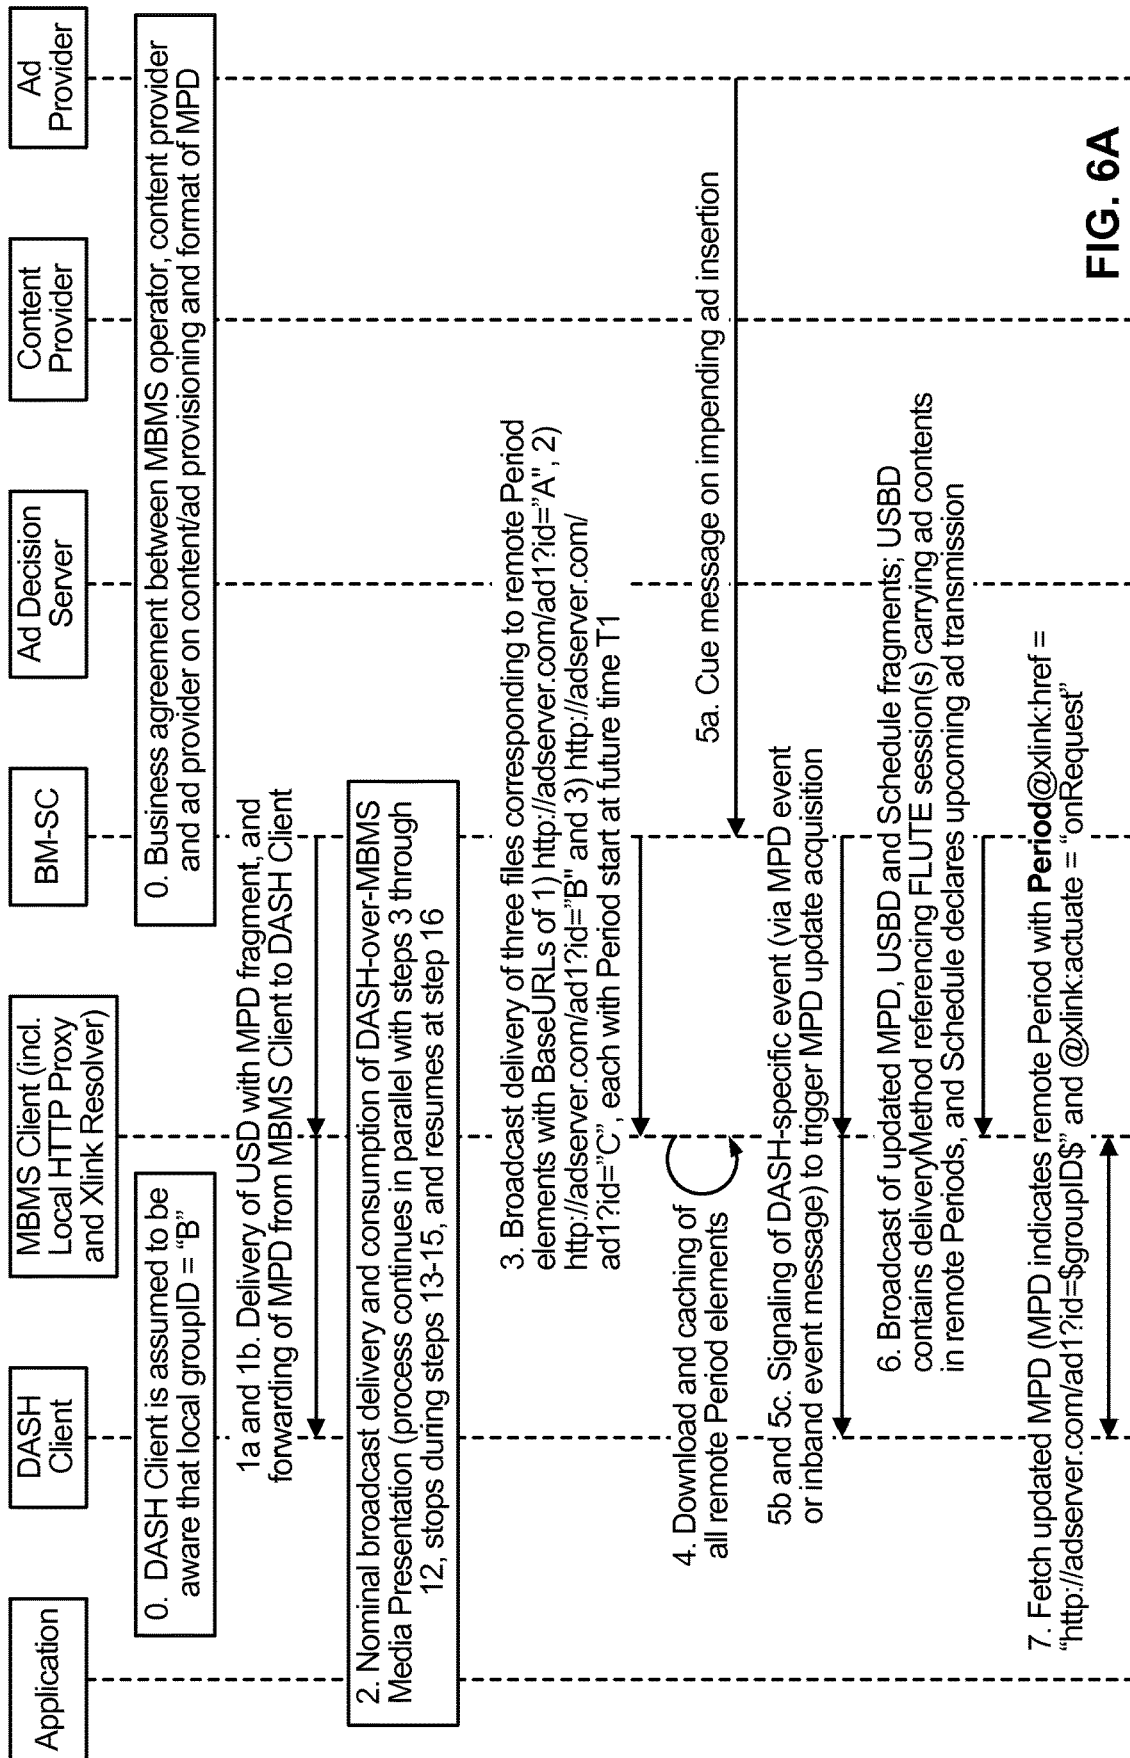 Application
DASH
Client
MBMS Client (incl.
Local HTTP Proxy
and Xlink Resolver)
BM-SC
Ad Decision
Server
Content
Provider
Ad
Provider
0. DASH Client is assumed to be
aware that local groupID = “B”
0. Business agreement between MBMS operator, content provider
and ad provider on content/ad provisioning and format of MPD
1a and 1b. Delivery of USD with MPD fragment, and
forwarding of MPD from MBMS Client to DASH Client
2. Nominal broadcast delivery and consumption of DASH-over-MBMS
Media Presentation (process continues in parallel with steps 3 through
12, stops during steps 13-15, and resumes at step 16
3. Broadcast delivery of three files corresponding to remote Period
elements with BaseURLs of 1) http://adserver.com/ad1?id=”A", 2)
http://adserver.com/ad1?id=”B" and 3) http://adserver.com/
ad1?id=”C”, each with Period start at future time T1
4. Download and caching of
all remote Period elements
5a. Cue message on impending ad insertion
5b and 5c. Signaling of DASH-specific event (via MPD event
or inband event message) to trigger MPD update acquisition
6. Broadcast of updated MPD, USBD and Schedule fragments; USBD
contains deliveryMethod referencing FLUTE session(s) carrying ad contents
in remote Periods, and Schedule declares upcoming ad transmission
7. Fetch updated MPD (MPD indicates remote Period with Period@xlink:href =
“http://adserver.com/ad1?id=$groupID$” and @xlink:actuate = “onRequest”
FIG. 6A